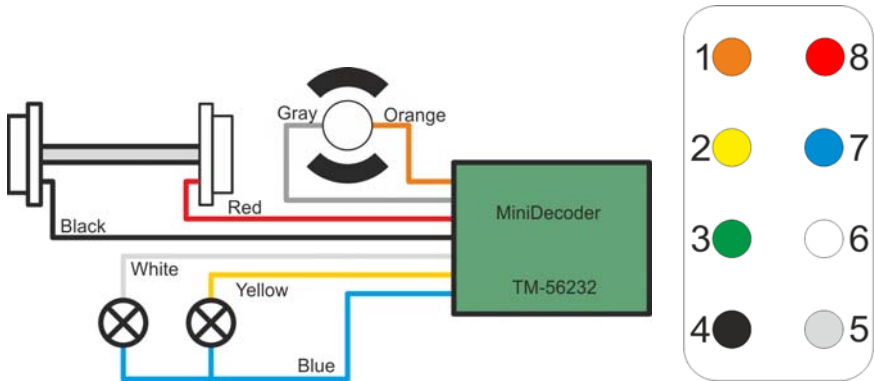 Gray
Orange
MiniDecoder
TM-56232
Red
Black
White
Yellow
Blue
1 8
2 7
3 6
4 5